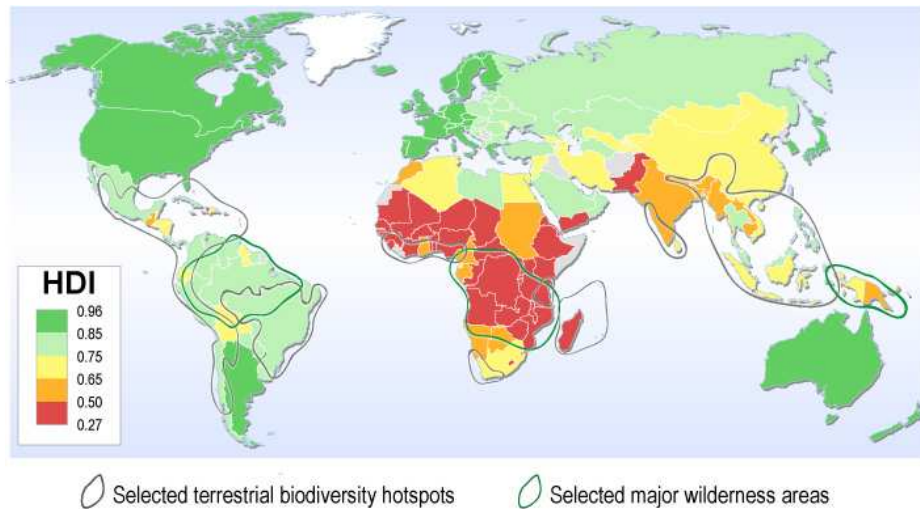 HDI
0.96
0.85
0.75
0.65
0.50
0.27
Selected terrestrial biodiversity hotspots
Selected major wilderness areas